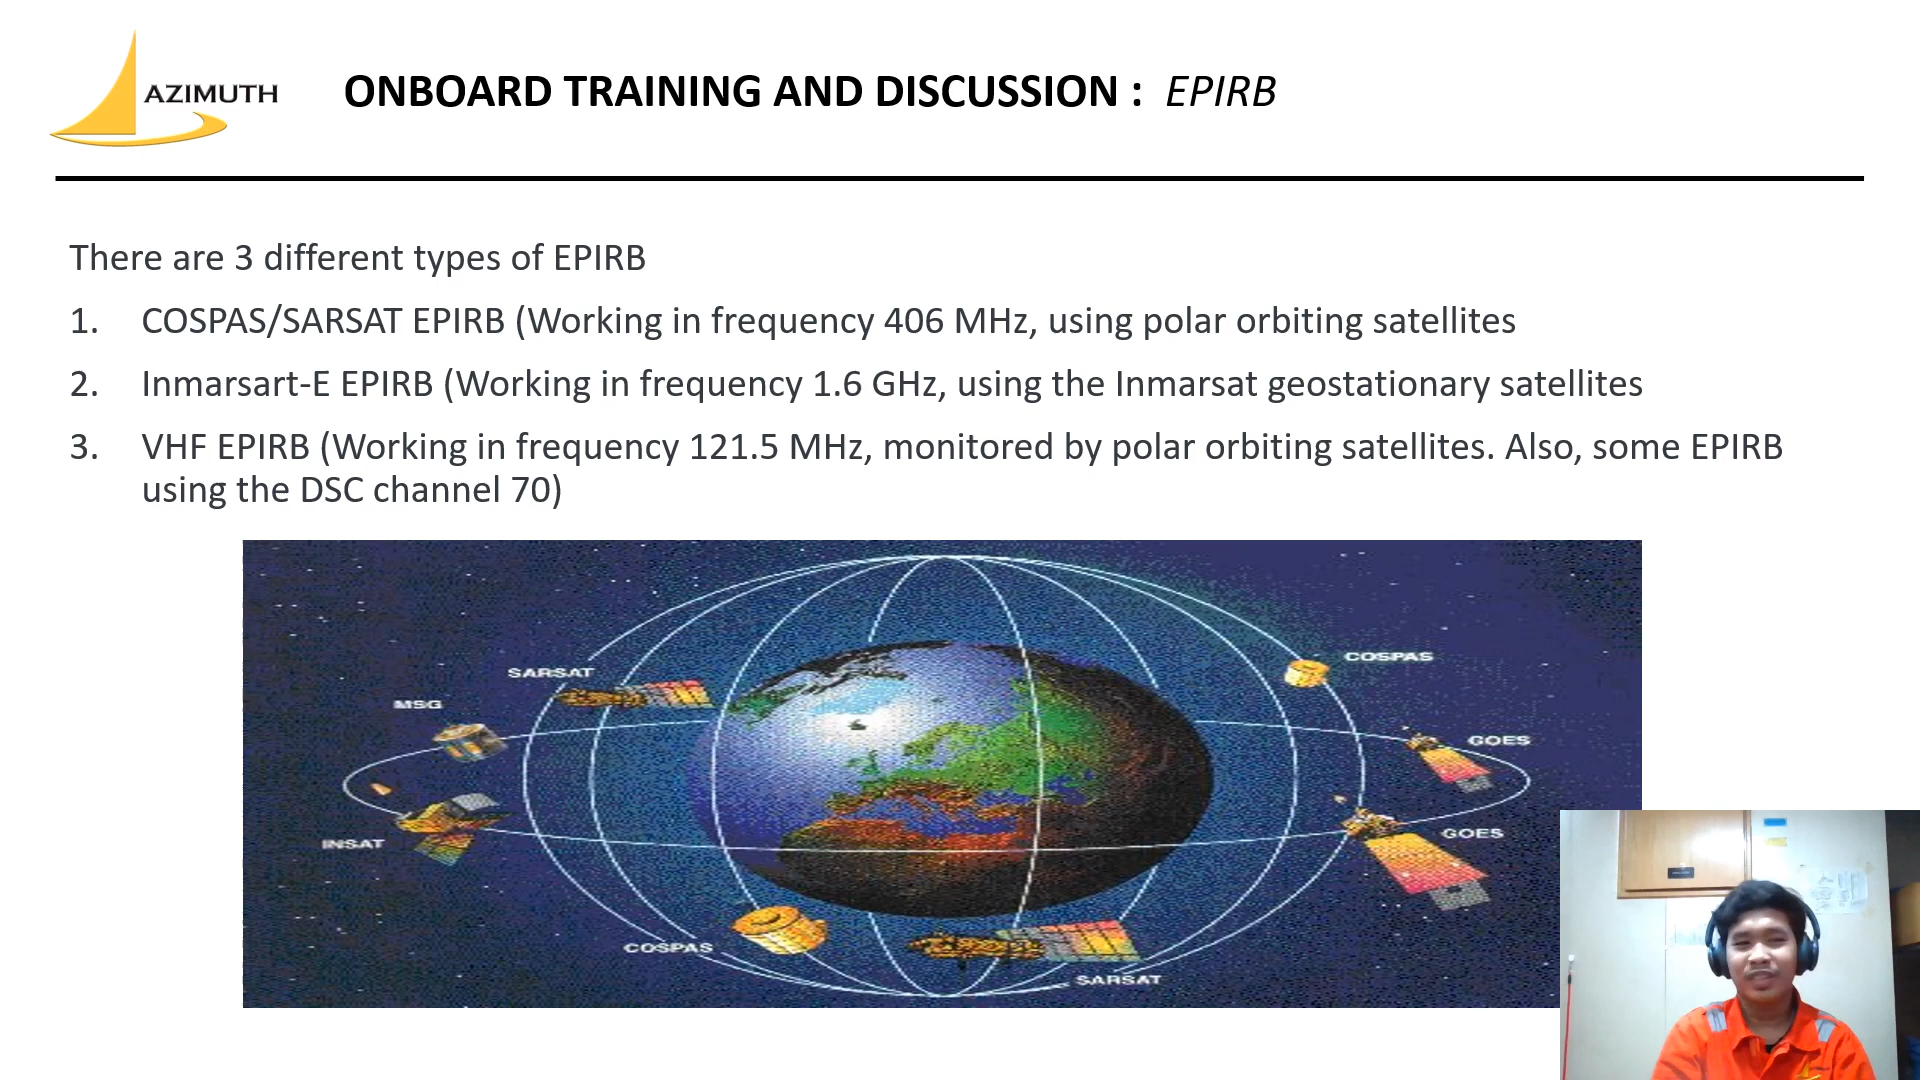 AZIMUTH
ONBOARD TRAINING AND DISCUSSION : EPIRB
There are 3 different types of EPIRB
1. COSPAS/SARSAT EPIRB (Working in frequency 406 MHz, using polar orbiting satellites
2. Inmarsart-E EPIRB (Working in frequency 1.6 GHz, using the Inmarsat geostationary satellites
3. VHF EPIRB (Working in frequency 121.5 MHz, monitored by polar orbiting satellites. Also, some EPIRB
using the DSC channel 70)
SARSAT
COSPAS
MSG
GOES
INSAT
GOES
COSPAS
SARSAT